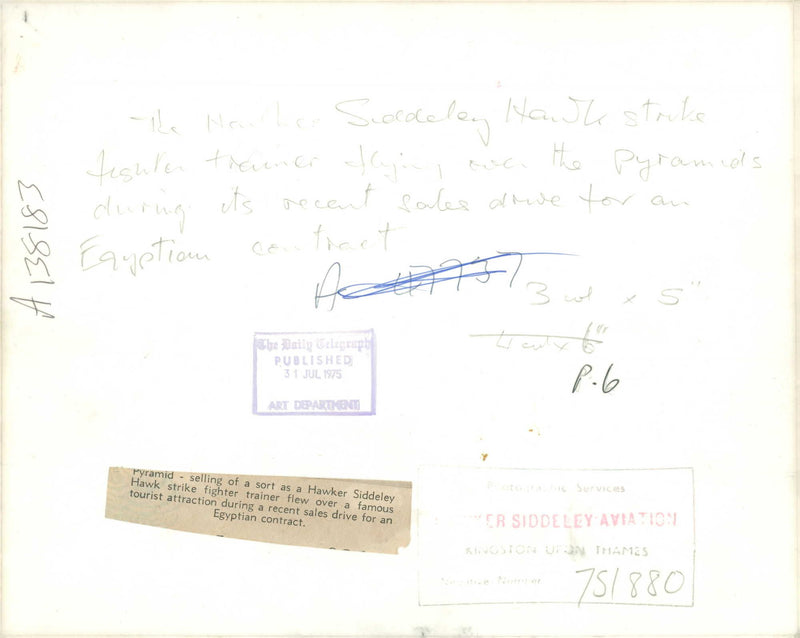 The Hawker Siddeley Hawk strike
fighter trainer flying over the Pyramids
during its recent sales drive for an
Egyptian contract
A138183
3 col x 5"
4 col x 6"
P.6
The Daily Telegraph
PUBLISHED
31 JUL 1975
ART DEPARTMENT
Pyramid - selling of a sort as a Hawker Siddeley
Hawk strike fighter trainer flew over a famous
tourist attraction during a recent sales drive for an
Egyptian contract.
Photographic Services
HAWKER SIDDELEY AVIATION
KINGSTON UPON THAMES
Negative Number 751880